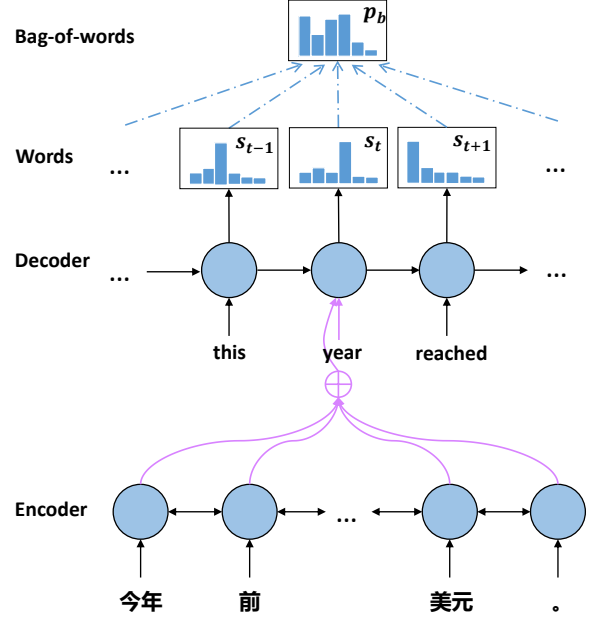 Bag-of-words p_b
Words ... s_{t-1} s_t s_{t+1} ...
Decoder ... ...
this year reached
Encoder ...
今年 前 美元 。